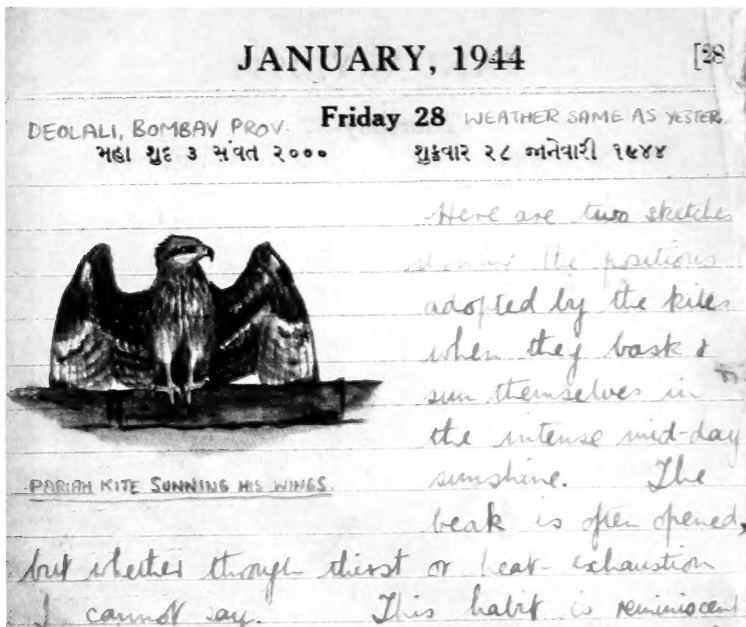 JANUARY, 1944 [28
Friday 28 WEATHER SAME AS YESTER.
DEOLALI, BOMBAY PROV.
મહા શુદ ૩ સંવત ૨૦૦૦ શુક્રવાર ૨૮ જાનેવારી ૧૯૪૪
Here are two sketches
showing the positions
adopted by the kites
when they bask &
sun themselves in
the intense mid-day
sunshine. The
beak is often opened,
PARIAH KITE SUNNING HIS WINGS.
but whether through thirst or heat-exhaustion
I cannot say. This habit is reminiscent